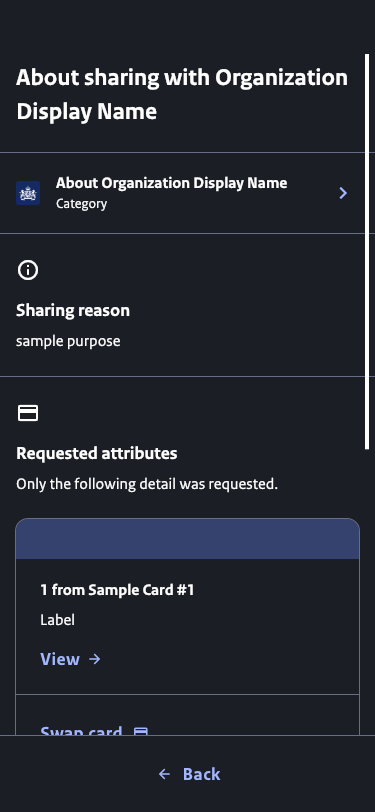 About sharing with Organization
Display Name
About Organization Display Name
Category
Sharing reason
sample purpose
Requested attributes
Only the following detail was requested.
1 from Sample Card #1
Label
View
Swap card
Back